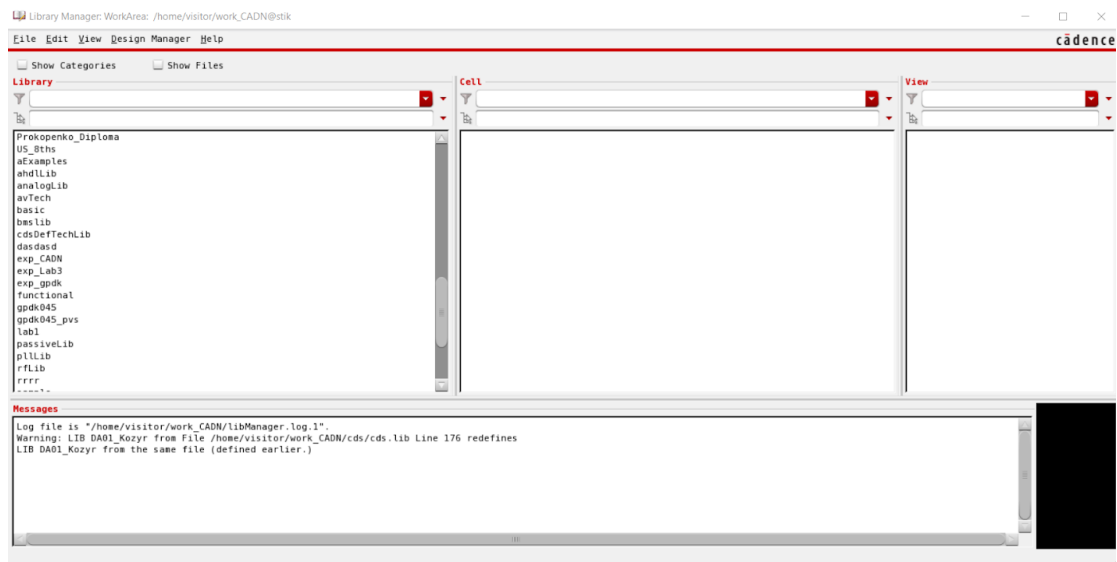 Library Manager: WorkArea: /home/visitor/work_CADN@stik
File Edit View Design Manager Help
cādence
Show Categories Show Files
Library
Cell
View
Prokopenko_Diploma
US_8ths
aExamples
ahdlLib
analogLib
avTech
basic
bmslib
cdsDefTechLib
dasdasd
exp_CADN
exp_Lab3
exp_gpdk
functional
gpdk045
gpdk045_pvs
lab1
passiveLib
pllLib
rfLib
rrrr
Messages
Log file is "/home/visitor/work_CADN/libManager.log.1".
Warning: LIB DA01_Kozyr from File /home/visitor/work_CADN/cds/cds.lib Line 176 redefines
LIB DA01_Kozyr from the same file (defined earlier.)